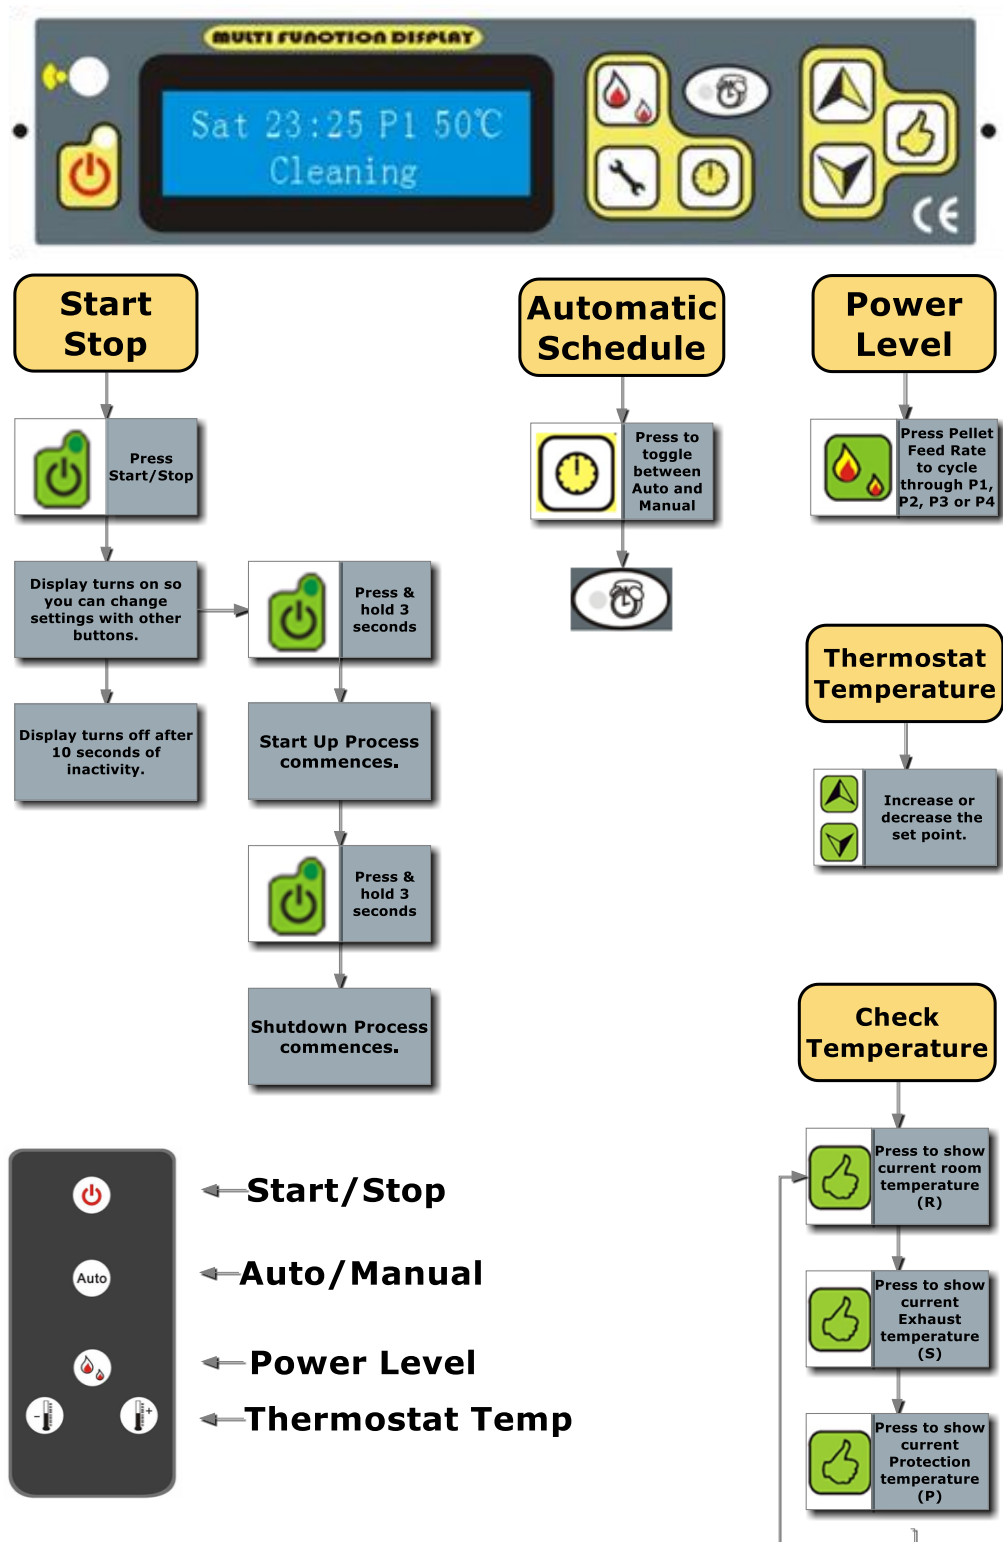 MULTI FUNOTION DISPLAY
Sat 23:25 P1 50℃
Cleaning
CE
Start
Stop
Press
Start/Stop
Display turns on so
you can change
settings with other
buttons.
Display turns off after
10 seconds of
inactivity.
Press &
hold 3
seconds
Start Up Process
commences.
Press &
hold 3
seconds
Shutdown Process
commences.
Automatic
Schedule
Press to
toggle
between
Auto and
Manual
Power
Level
Press Pellet
Feed Rate
to cycle
through P1,
P2, P3 or P4
Thermostat
Temperature
Increase or
decrease the
set point.
Check
Temperature
Press to show
current room
temperature
(R)
Press to show
current
Exhaust
temperature
(S)
Press to show
current
Protection
temperature
(P)
Start/Stop
Auto
Auto/Manual
Power Level
- +
Thermostat Temp